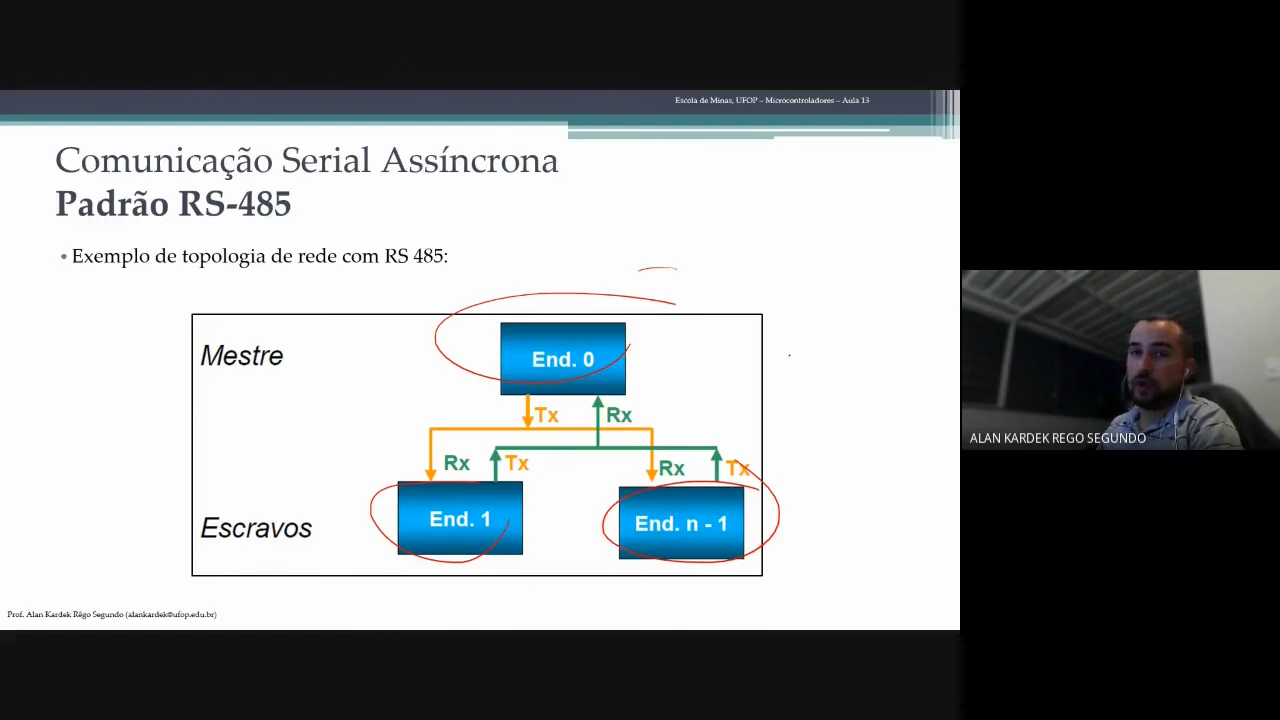 Escola de Minas, UFOP – Microcontroladores – Aula 13
Comunicação Serial Assíncrona
Padrão RS-485
• Exemplo de topologia de rede com RS 485:
Mestre
End. 0
Tx Rx
Rx Tx Rx Tx
Escravos
End. 1
End. n - 1
ALAN KARDEK REGO SEGUNDO
Prof. Alan Kardek Rêgo Segundo (alankardek@ufop.edu.br)